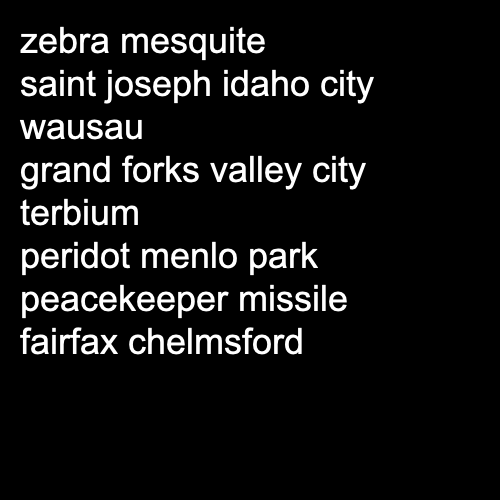 zebra mesquite
saint joseph idaho city
wausau
grand forks valley city
terbium
peridot menlo park
peacekeeper missile
fairfax chelmsford